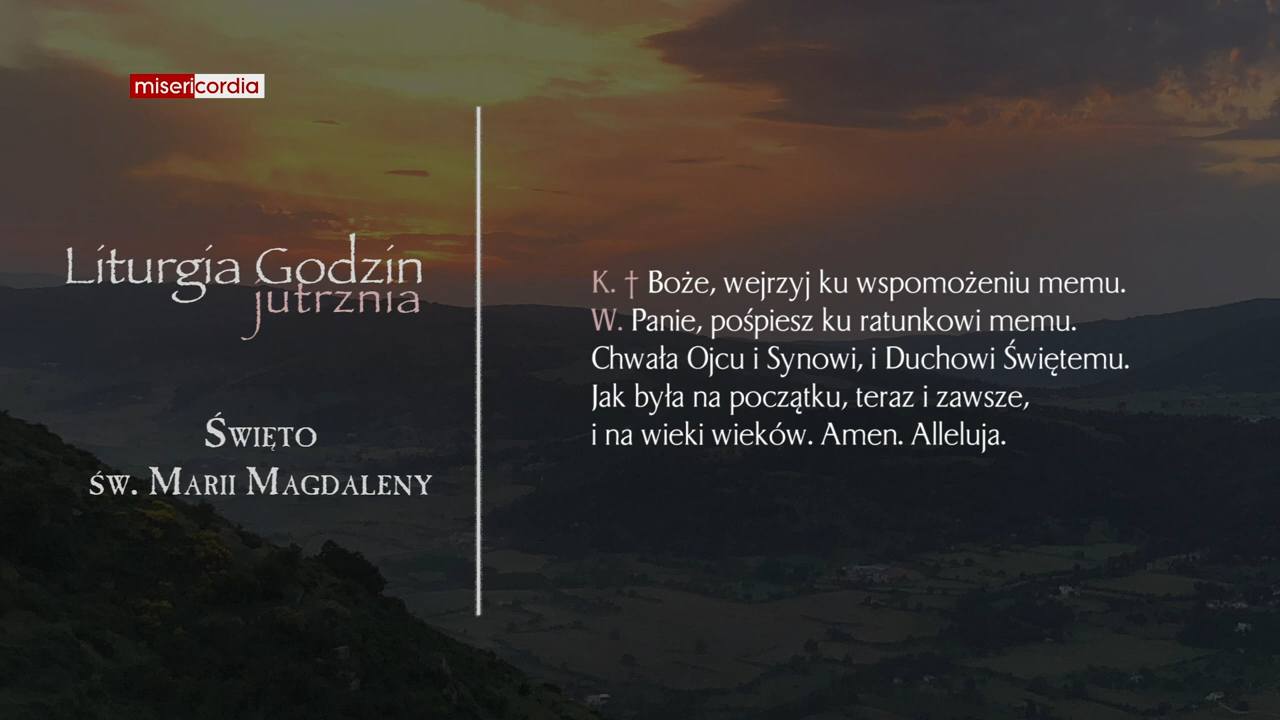 misericordia
Liturgia Godzin
jutrznia
Święto
św. Marii Magdaleny
K. † Boże, wejrzyj ku wspomożeniu memu.
W. Panie, pośpiesz ku ratunkowi memu.
Chwała Ojcu i Synowi, i Duchowi Świętemu.
Jak była na początku, teraz i zawsze,
i na wieki wieków. Amen. Alleluja.